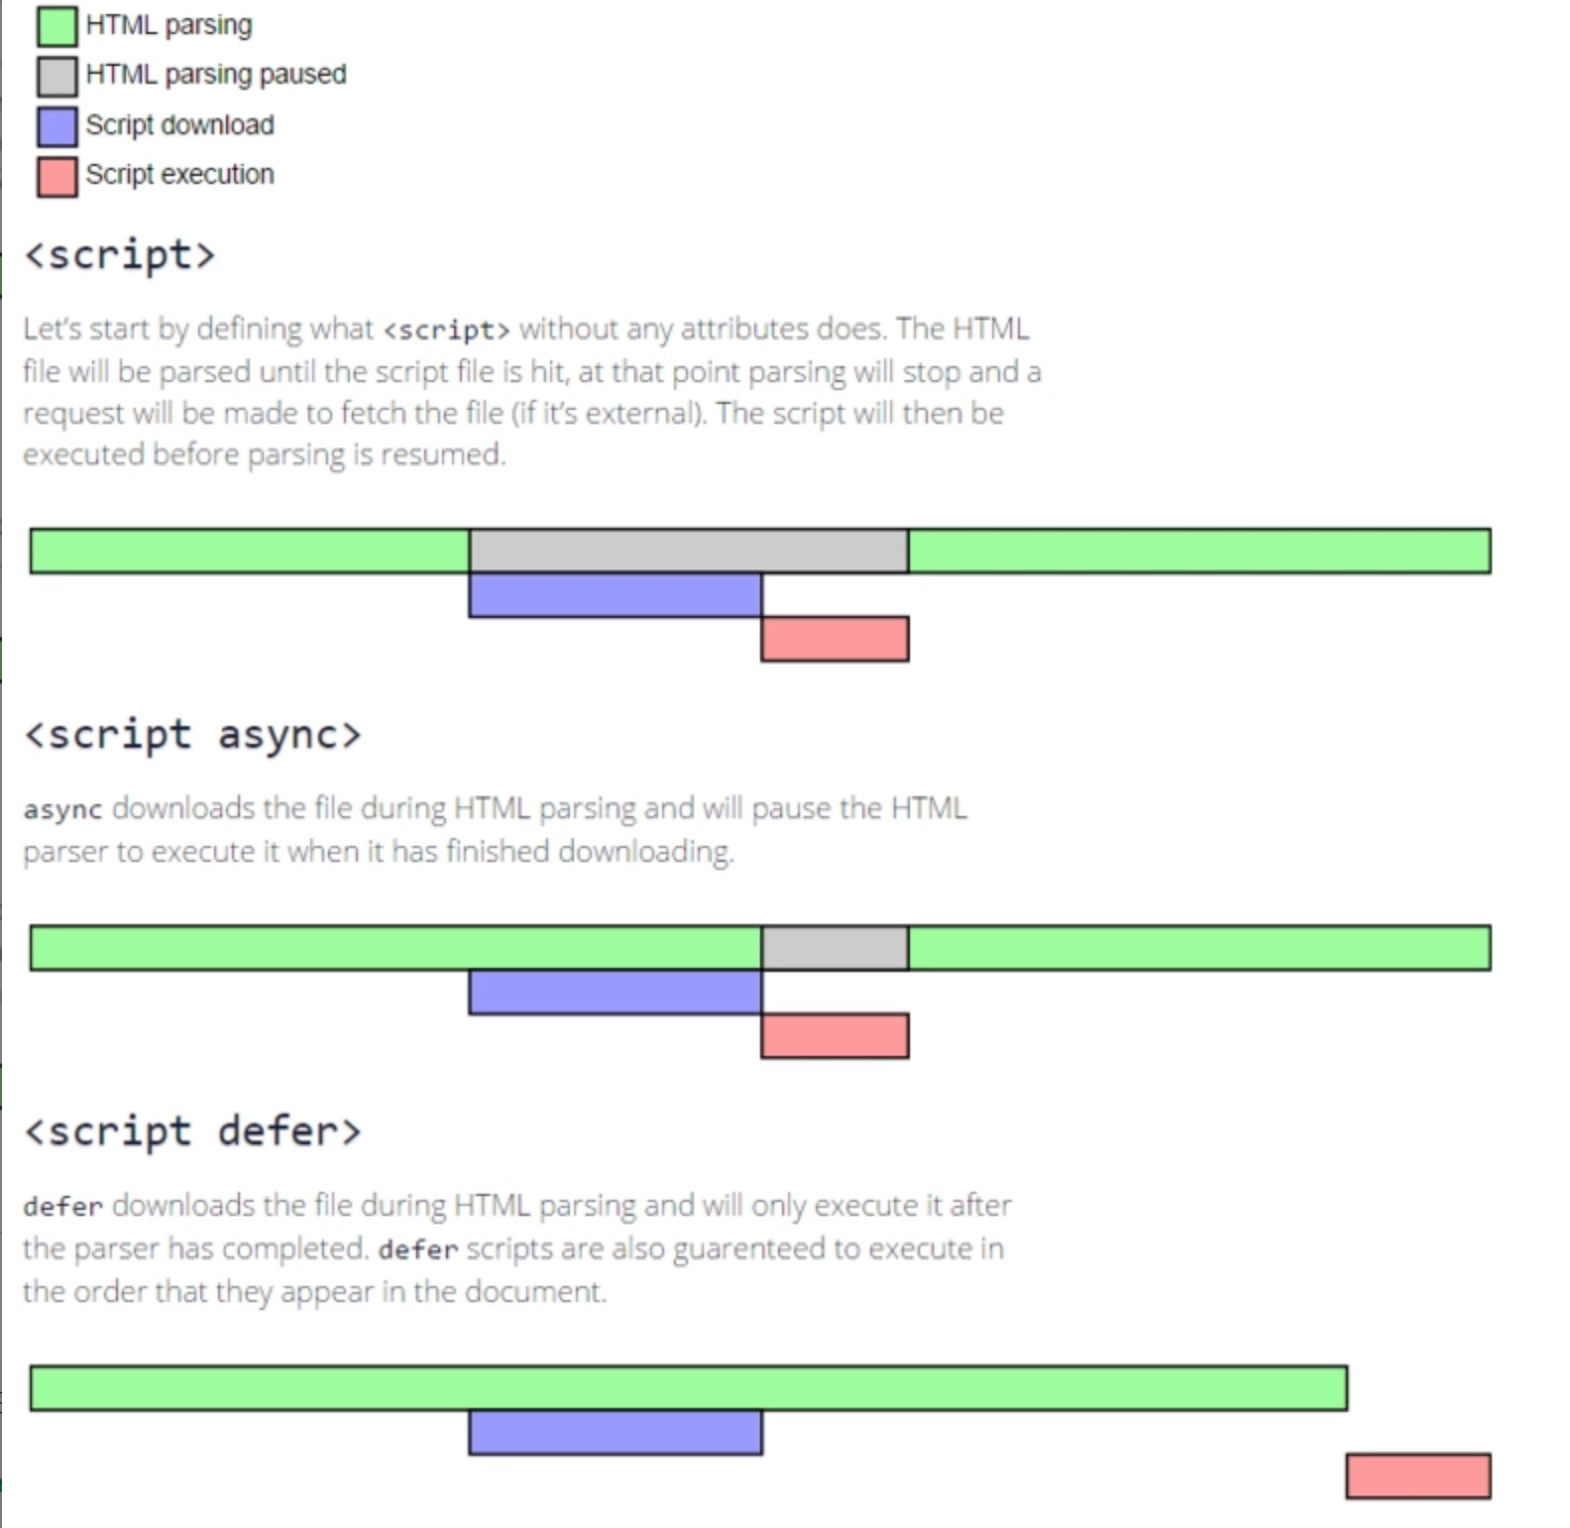 HTML parsing
HTML parsing paused
Script download
Script execution
<script>
Let’s start by defining what <script> without any attributes does. The HTML
file will be parsed until the script file is hit, at that point parsing will stop and a
request will be made to fetch the file (if it’s external). The script will then be
executed before parsing is resumed.
<script async>
async downloads the file during HTML parsing and will pause the HTML
parser to execute it when it has finished downloading.
<script defer>
defer downloads the file during HTML parsing and will only execute it after
the parser has completed. defer scripts are also guarenteed to execute in
the order that they appear in the document.